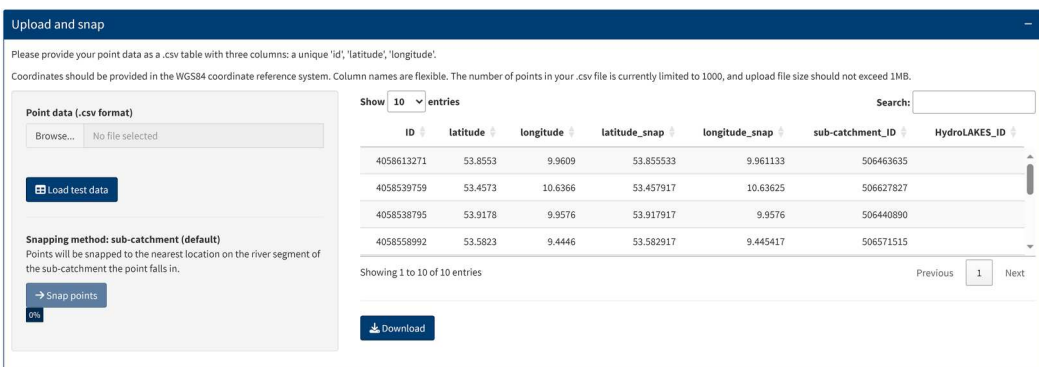 Upload and snap
Please provide your point data as a .csv table with three columns: a unique 'id', 'latitude', 'longitude'.
Coordinates should be provided in the WGS84 coordinate reference system. Column names are flexible. The number of points in your .csv file is currently limited to 1000, and upload file size should not exceed 1MB.
Point data (.csv format)
Browse... No file selected
Load test data
Snapping method: sub-catchment (default)
Points will be snapped to the nearest location on the river segment of
the sub-catchment the point falls in.
Snap points
0%
Show 10 entries Search:
ID latitude longitude latitude_snap longitude_snap sub-catchment_ID HydroLAKES_ID
4058613271 53.8553 9.9609 53.855533 9.961133 506463635
4058539759 53.4573 10.6366 53.457917 10.63625 506627827
4058538795 53.9178 9.9576 53.917917 9.9576 506440890
4058558992 53.5823 9.4446 53.582917 9.445417 506571515
Showing 1 to 10 of 10 entries Previous 1 Next
Download